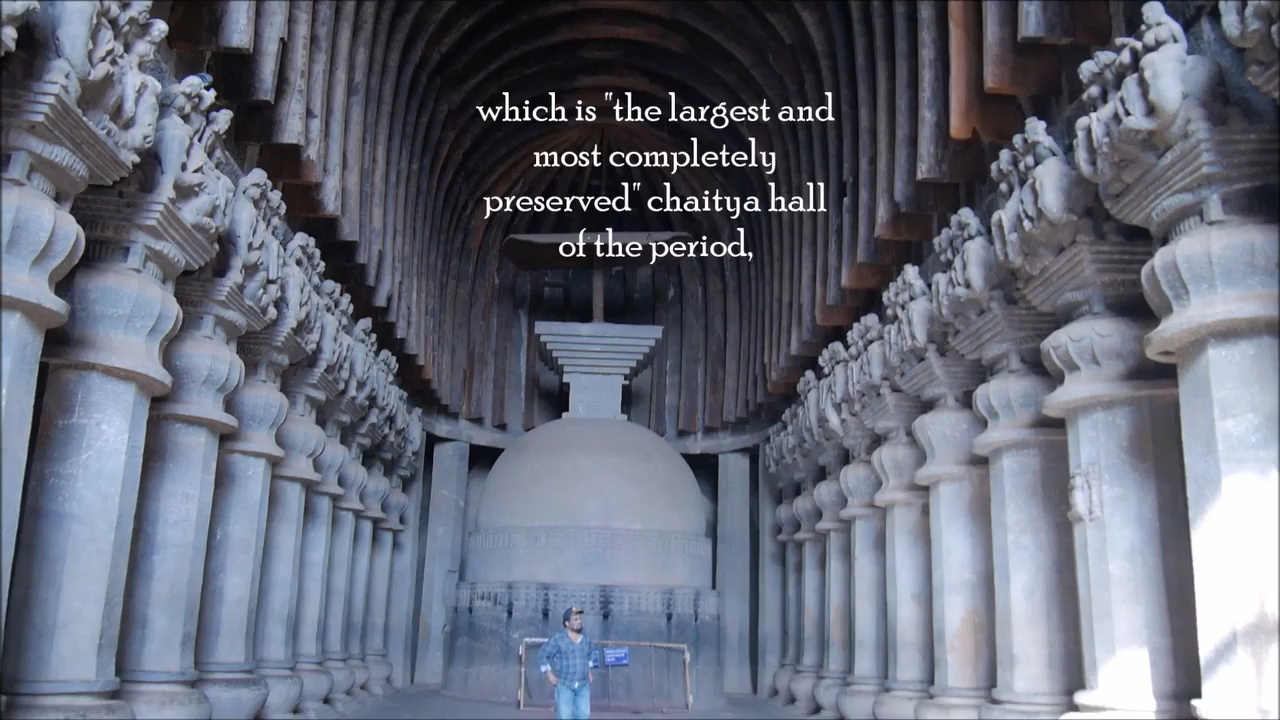 which is "the largest and
most completely
preserved" chaitya hall
of the period,